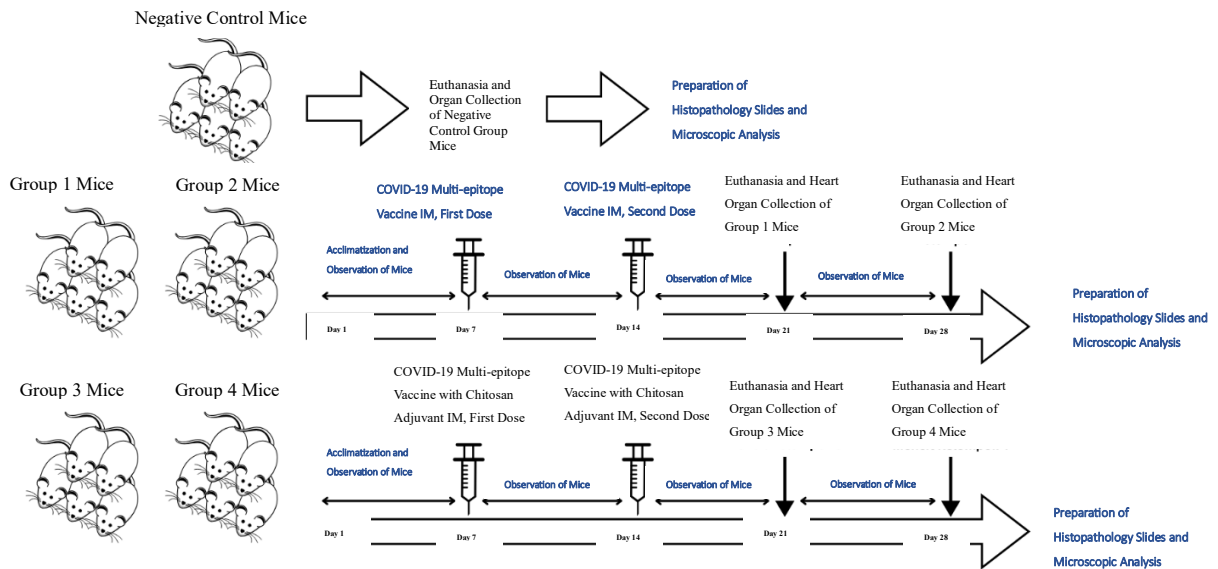 Negative Control Mice
Euthanasia and
Organ Collection
of Negative
Control Group
Mice
Preparation of
Histopathology Slides and
Microscopic Analysis
Group 1 Mice
Group 2 Mice
COVID-19 Multi-epitope
Vaccine IM, First Dose
COVID-19 Multi-epitope
Vaccine IM, Second Dose
Euthanasia and Heart
Organ Collection of
Group 1 Mice
Euthanasia and Heart
Organ Collection of
Group 2 Mice
Acclimatization and
Observation of Mice
Observation of Mice
Observation of Mice
Observation of Mice
Day 1
Day 7
Day 14
Day 21
Day 28
Preparation of
Histopathology Slides and
Microscopic Analysis
Group 3 Mice
Group 4 Mice
COVID-19 Multi-epitope
Vaccine with Chitosan
Adjuvant IM, First Dose
COVID-19 Multi-epitope
Vaccine with Chitosan
Adjuvant IM, Second Dose
Euthanasia and Heart
Organ Collection of
Group 3 Mice
Euthanasia and Heart
Organ Collection of
Group 4 Mice
Acclimatization and
Observation of Mice
Observation of Mice
Observation of Mice
Observation of Mice
Day 1
Day 7
Day 14
Day 21
Day 28
Preparation of
Histopathology Slides and
Microscopic Analysis